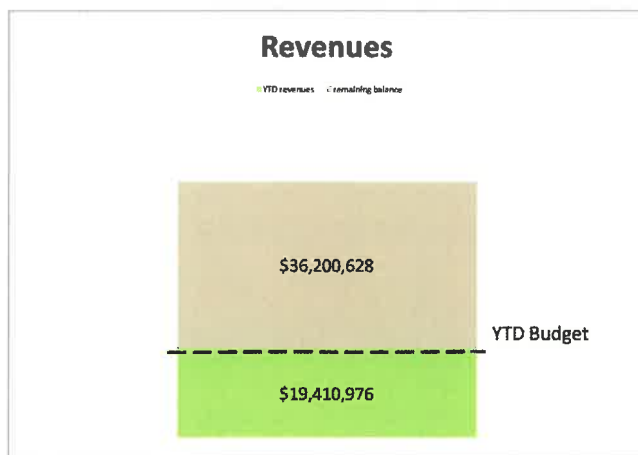 Revenues
YTD revenues remaining balance
$36,200,628
YTD Budget
$19,410,976